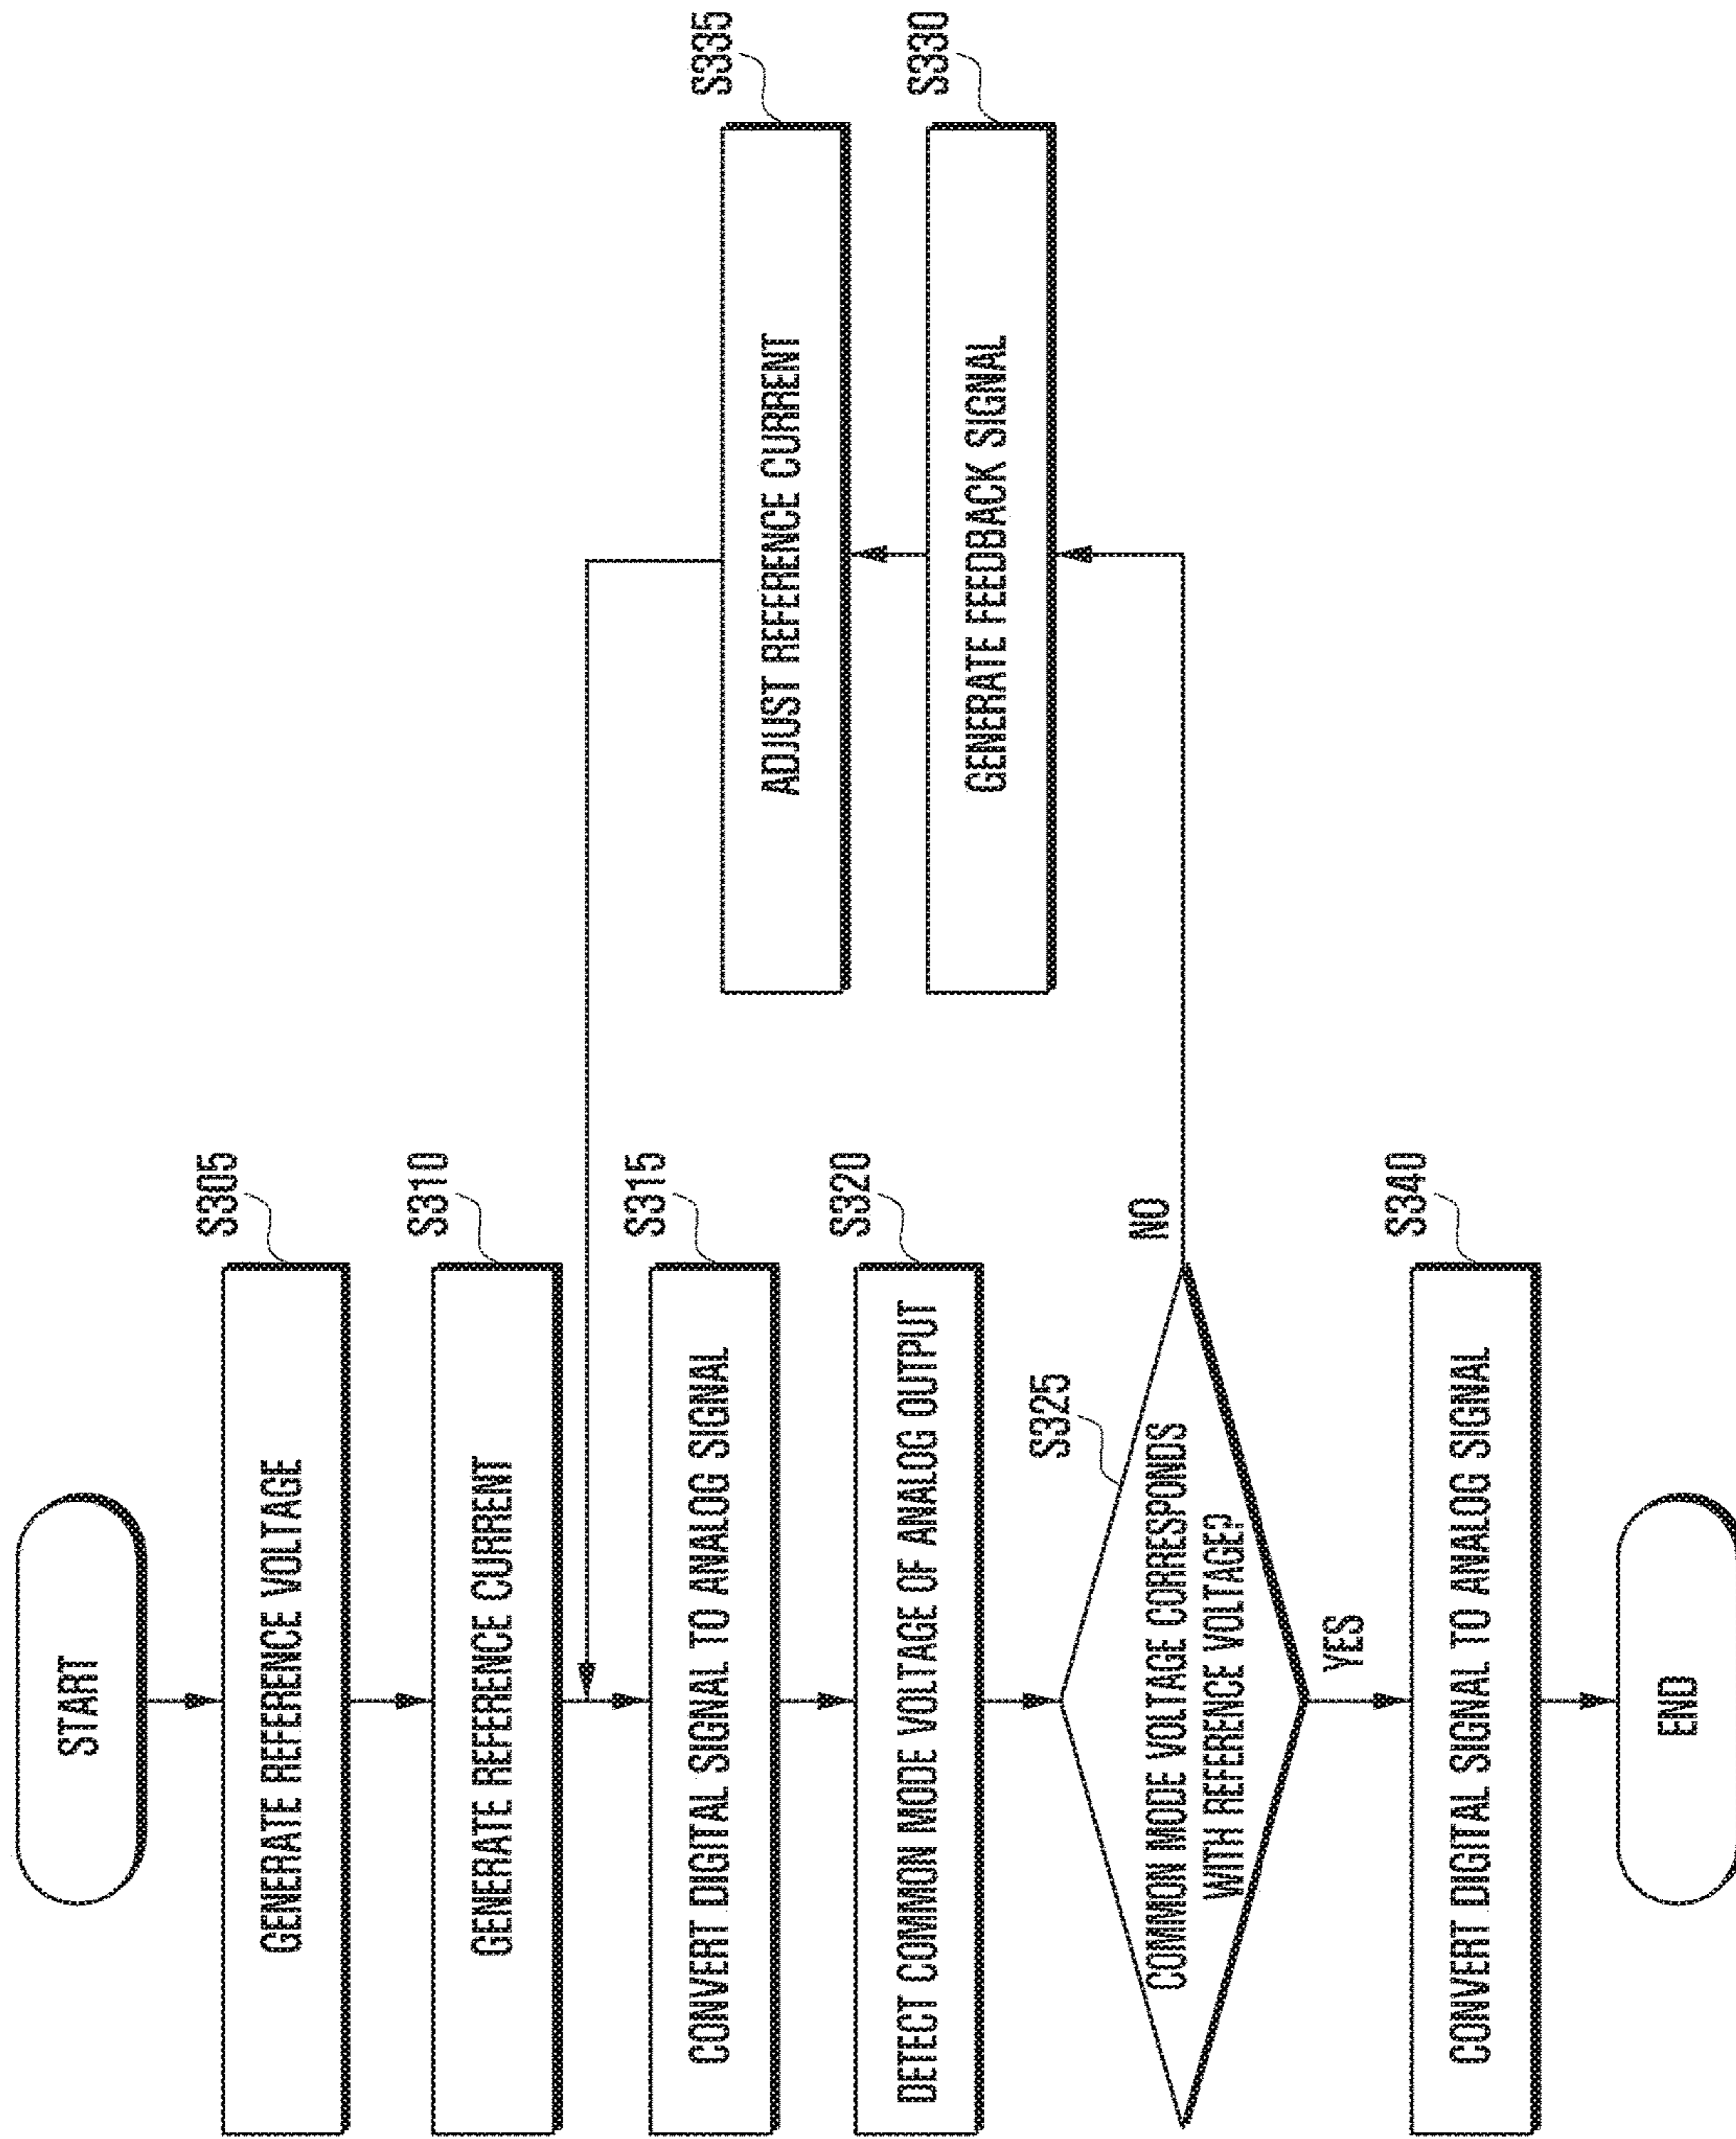 START
S305
GENERATE REFERENCE VOLTAGE
S310
GENERATE REFERENCE CURRENT
S315
CONVERT DIGITAL SIGNAL TO ANALOG SIGNAL
S320
DETECT COMMON MODE VOLTAGE OF ANALOG OUTPUT
S325
COMMON MODE VOLTAGE CORRESPONDS
WITH REFERENCE VOLTAGE?
NO
S330
GENERATE FEEDBACK SIGNAL
S335
ADJUST REFERENCE CURRENT
YES
S340
CONVERT DIGITAL SIGNAL TO ANALOG SIGNAL
END